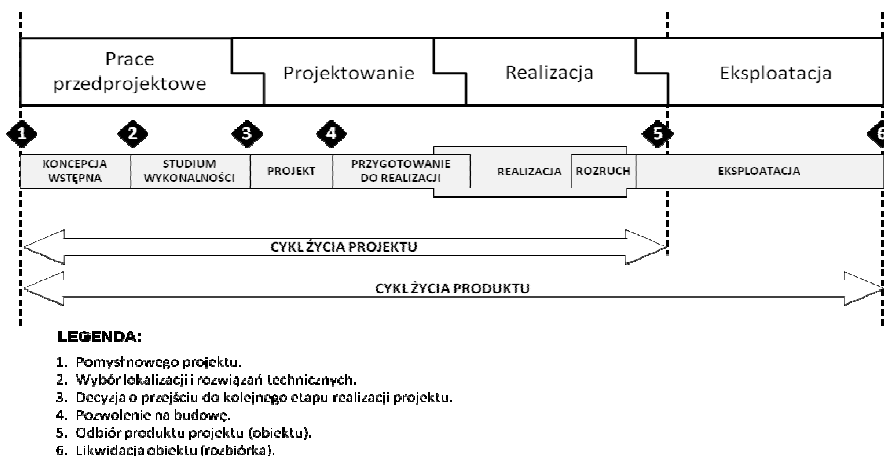 Prace
przedprojektowe
Projektowanie
Realizacja
Eksploatacja
1
2
3
4
5
6
KONCEPCJA
WSTĘPNA
STUDIUM
WYKONALNOŚCI
PROJEKT
PRZYGOTOWANIE
DO REALIZACJI
REALIZACJA
ROZRUCH
EKSPLOATACJA
CYKL ŻYCIA PROJEKTU
CYKL ŻYCIA PRODUKTU
LEGENDA:
1. Pomysł nowego projektu.
2. Wybór lokalizacji i rozwiązań technicznych.
3. Decyzja o przejściu do kolejnego etapu realizacji projektu.
4. Pozwolenie na budowę.
5. Odbiór produktu projektu (obiektu).
6. Likwidacja obiektu (rozbiórka).